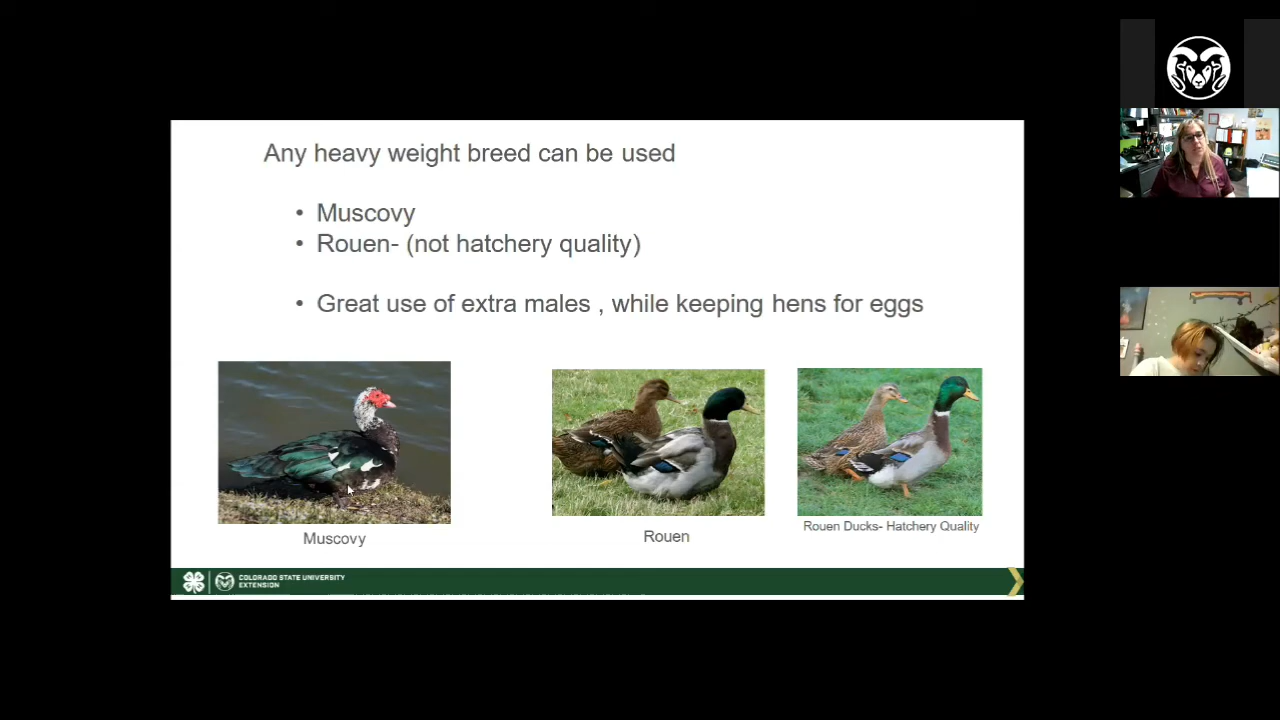 Any heavy weight breed can be used
• Muscovy
• Rouen- (not hatchery quality)
• Great use of extra males , while keeping hens for eggs
Muscovy
Rouen
Rouen Ducks- Hatchery Quality
COLORADO STATE UNIVERSITY
EXTENSION